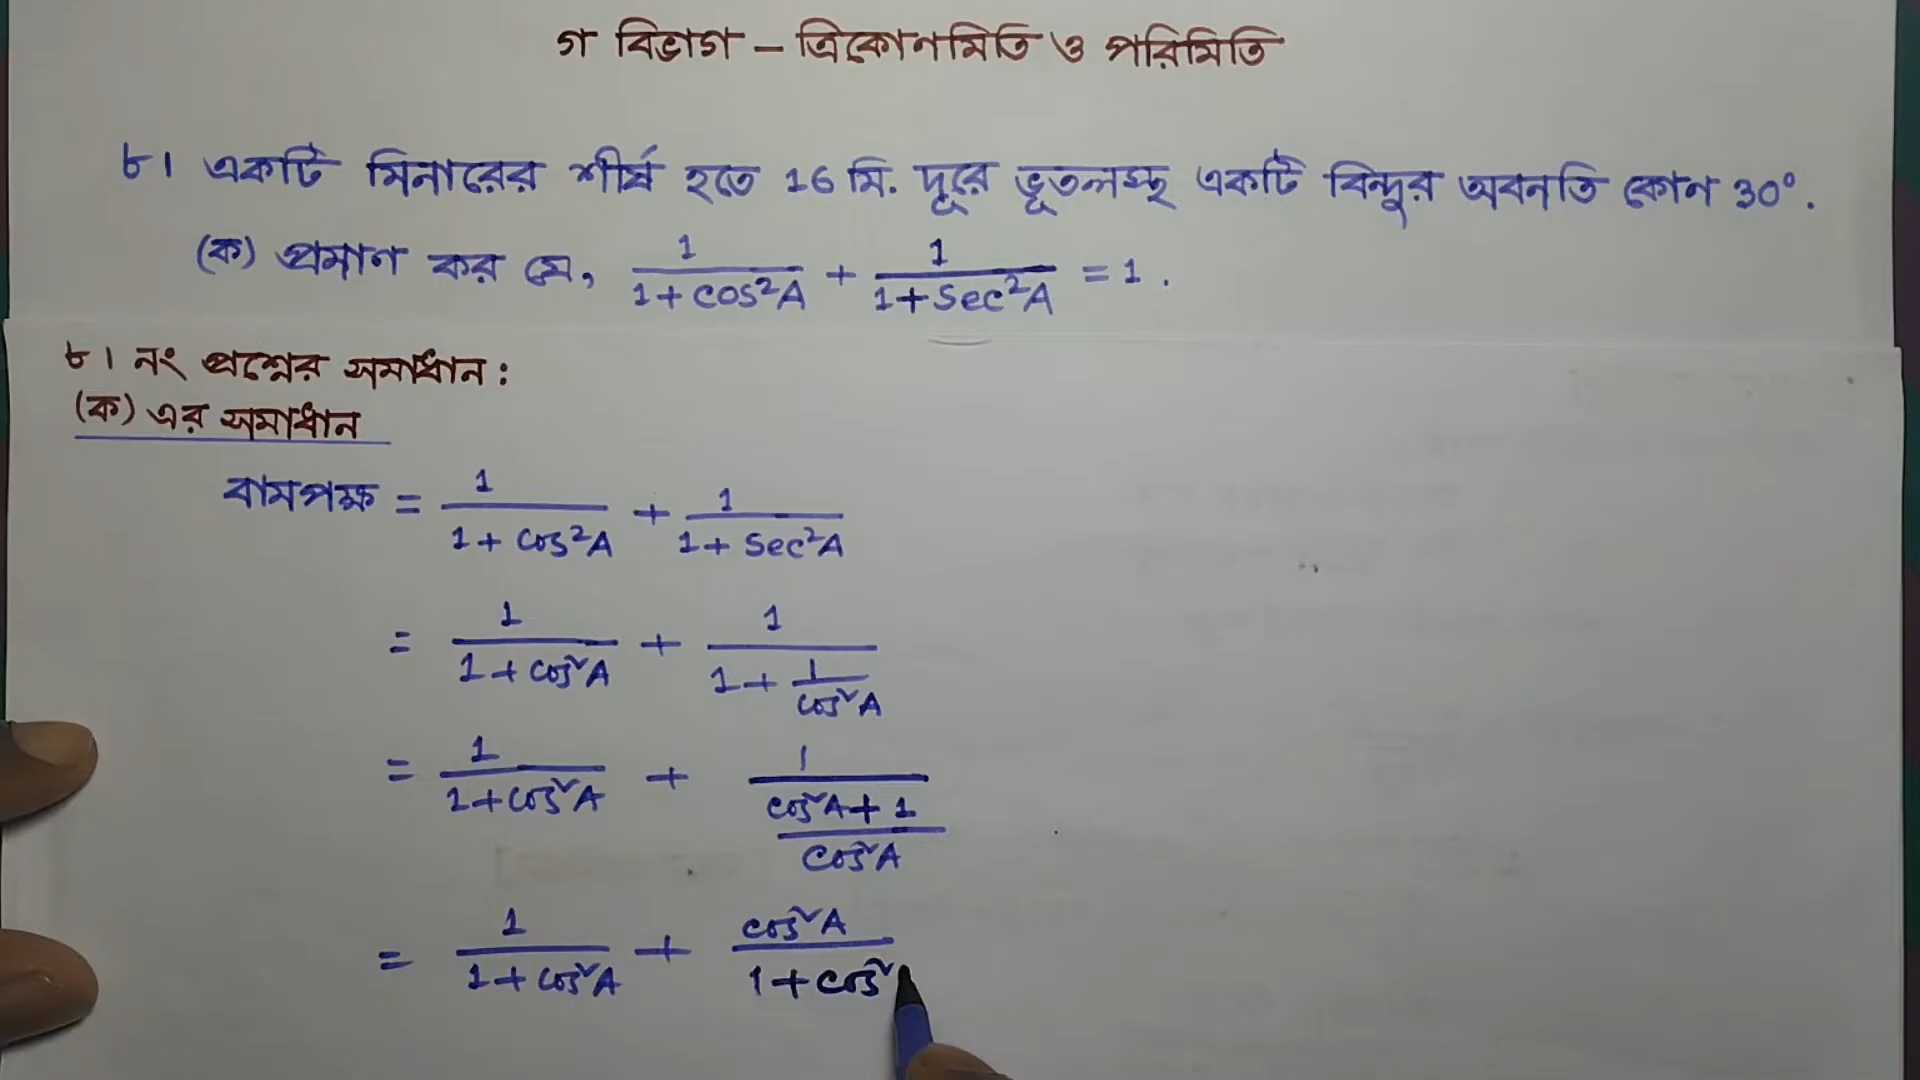 গ বিভাগ – ত্রিকোনমিতি ও পরিমিতি
৮। একটি মিনারের শীর্ষ হতে 16 মি. দূরে ভূতলস্থ একটি বিন্দুর অবনতি কোণ 30°.
(ক) প্রমাণ কর যে, 1/(1+cos²A) + 1/(1+Sec²A) = 1.
৮। নং প্রশ্নের সমাধান:
(ক) এর সমাধান
বামপক্ষ = 1/(1+cos²A) + 1/(1+Sec²A)
= 1/(1+cos²A) + 1/(1+1/cos²A)
= 1/(1+cos²A) + 1/((cos²A+1)/cos²A)
= 1/(1+cos²A) + cos²A/(1+cos²